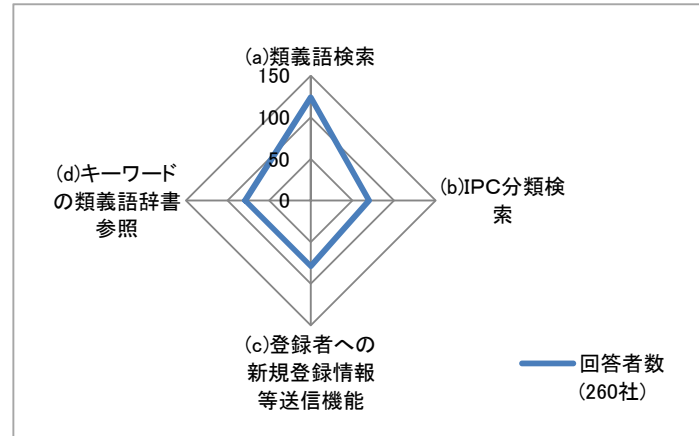 (a)類義語検索
150
100
50
0
(b)IPC分類検
索
(c)登録者への
新規登録情報
等送信機能
(d)キーワード
の類義語辞書
参照
回答者数
(260社)